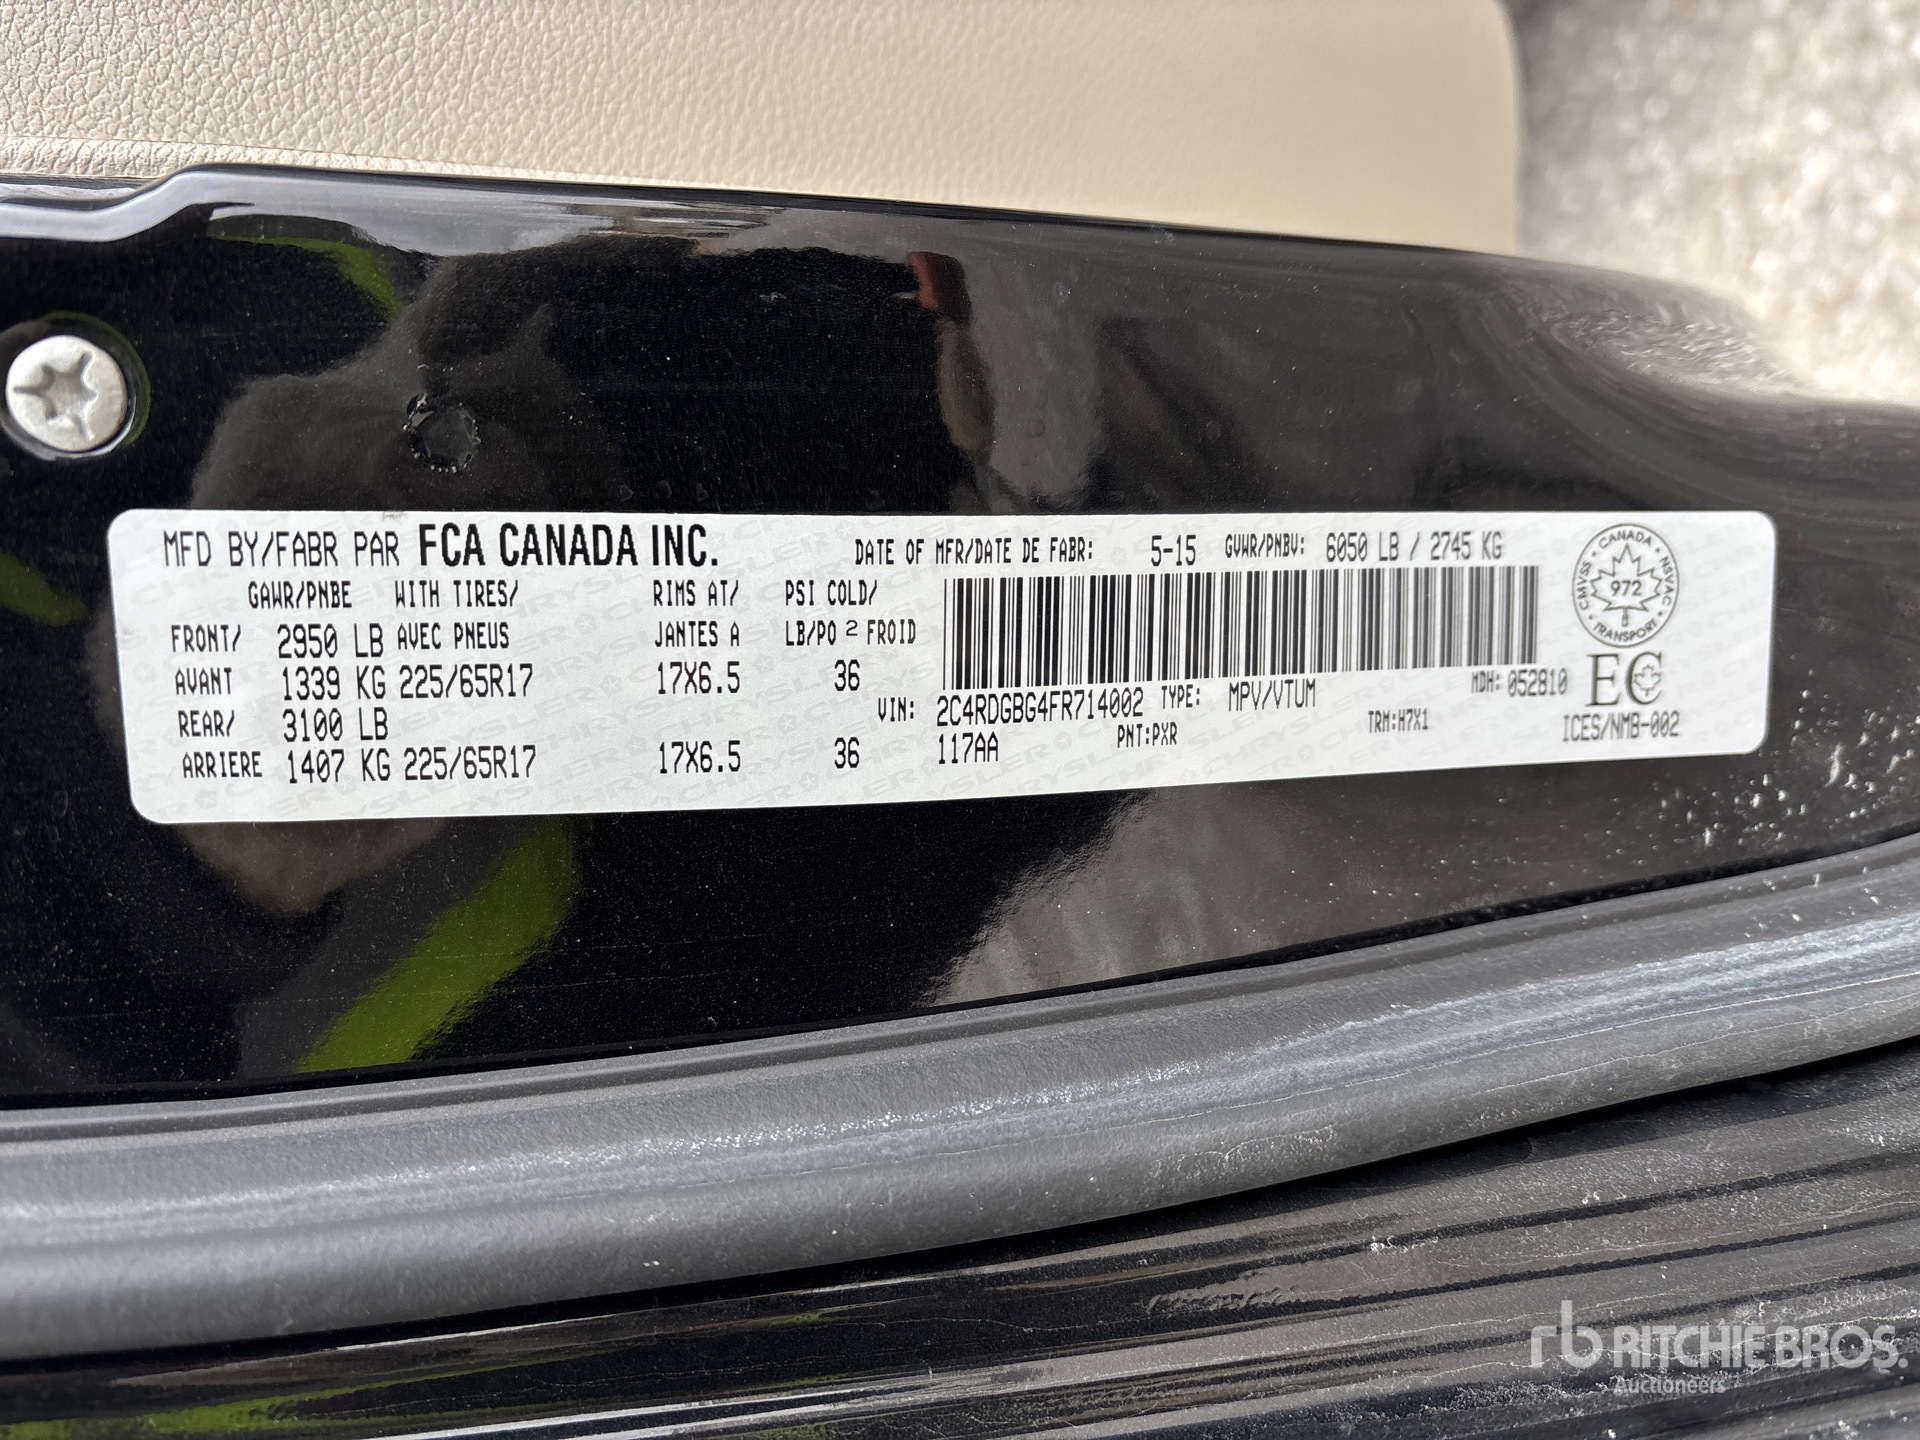 MFD BY/FABR PAR FCA CANADA INC. DATE OF MFR/DATE DE FABR: 5-15 GVWR/PNBV: 6050 LB / 2745 KG
GAWR/PNBE WITH TIRES/ RIMS AT/ PSI COLD/
FRONT/ 2950 LB AVEC PNEUS JANTES A LB/PO 2 FROID
AVANT 1339 KG 225/65R17 17X6.5 36
REAR/ 3100 LB
ARRIERE 1407 KG 225/65R17 17X6.5 36
VIN: 2C4RDGBG4FR714002 TYPE: MPV/VTUM MDH: 052810
117AA PNT:PXR TRM:H7X1
CANADA
CMVSS 972 NSVAC
TRANSPORT
EC
ICES/NMB-002
rb RITCHIE BROS.
Auctioneers